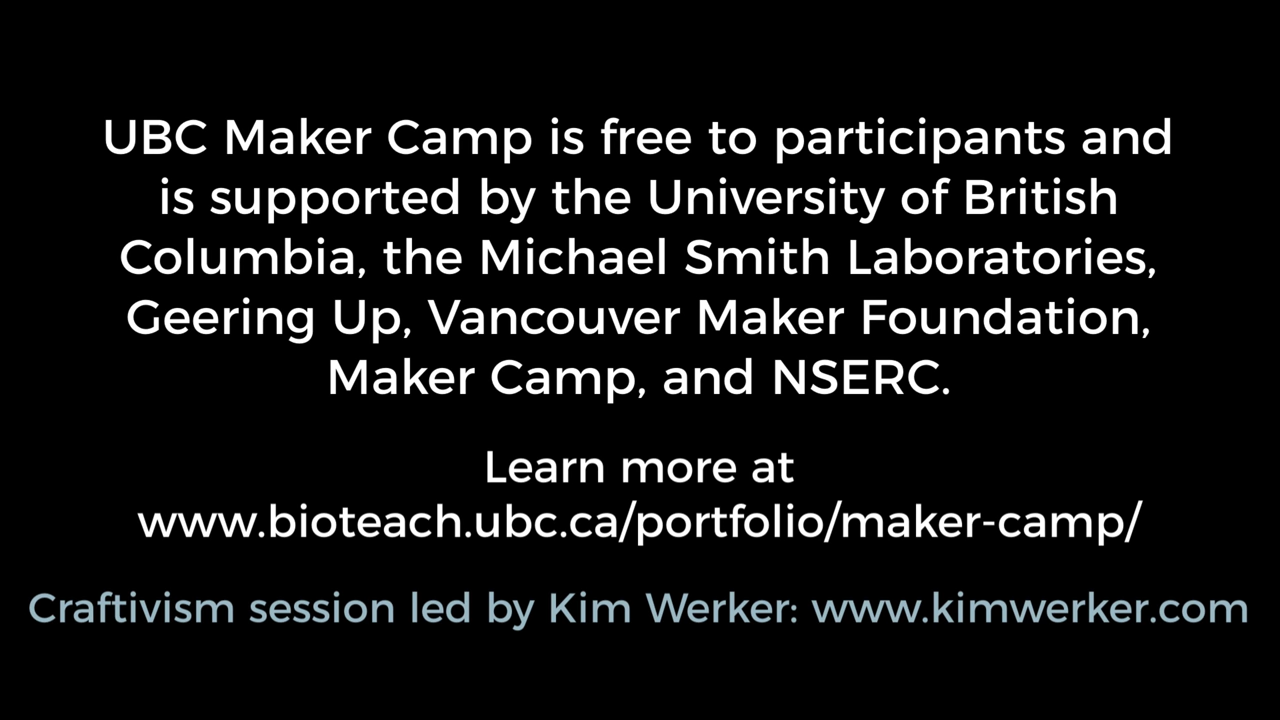 UBC Maker Camp is free to participants and
is supported by the University of British
Columbia, the Michael Smith Laboratories,
Geering Up, Vancouver Maker Foundation,
Maker Camp, and NSERC.
Learn more at
www.bioteach.ubc.ca/portfolio/maker-camp/
Craftivism session led by Kim Werker: www.kimwerker.com